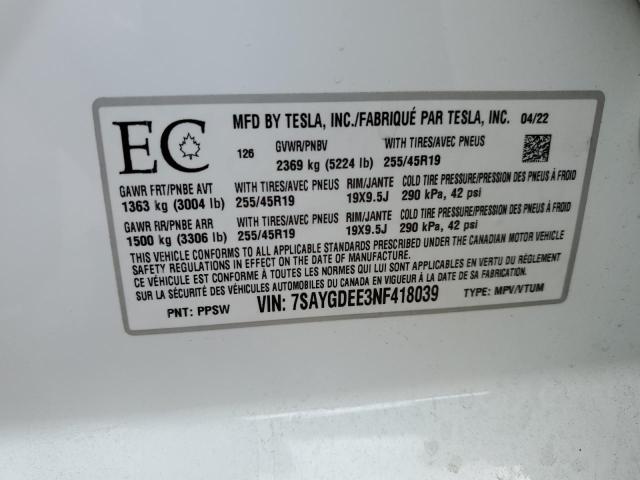 EC
MFD BY TESLA, INC./FABRIQUÉ PAR TESLA, INC. 04/22
126 GVWR/PNBV WITH TIRES/AVEC PNEUS
2369 kg (5224 lb) 255/45R19
GAWR FRT/PNBE AVT WITH TIRES/AVEC PNEUS RIM/JANTE COLD TIRE PRESSURE/PRESSION DES PNEUS À FROID
1363 kg (3004 lb) 255/45R19 19X9.5J 290 kPa, 42 psi
GAWR RR/PNBE ARR WITH TIRES/AVEC PNEUS RIM/JANTE COLD TIRE PRESSURE/PRESSION DES PNEUS À FROID
1500 kg (3306 lb) 255/45R19 19X9.5J 290 kPa, 42 psi
THIS VEHICLE CONFORMS TO ALL APPLICABLE STANDARDS PRESCRIBED UNDER THE CANADIAN MOTOR VEHICLE
SAFETY REGULATIONS IN EFFECT ON THE DATE OF MANUFACTURE.
CE VÉHICULE EST CONFORME À TOUTES LES NORMES QUI LUI SONT APPLICABLES EN VERTU DU RÈGLEMENT
SUR LA SÉCURITÉ DES VÉHICULES AUTOMOBILES DU CANADA EN VIGUEUR À LA DATE DE SA FABRICATION.
PNT: PPSW VIN: 7SAYGDEE3NF418039 TYPE: MPV/VTUM